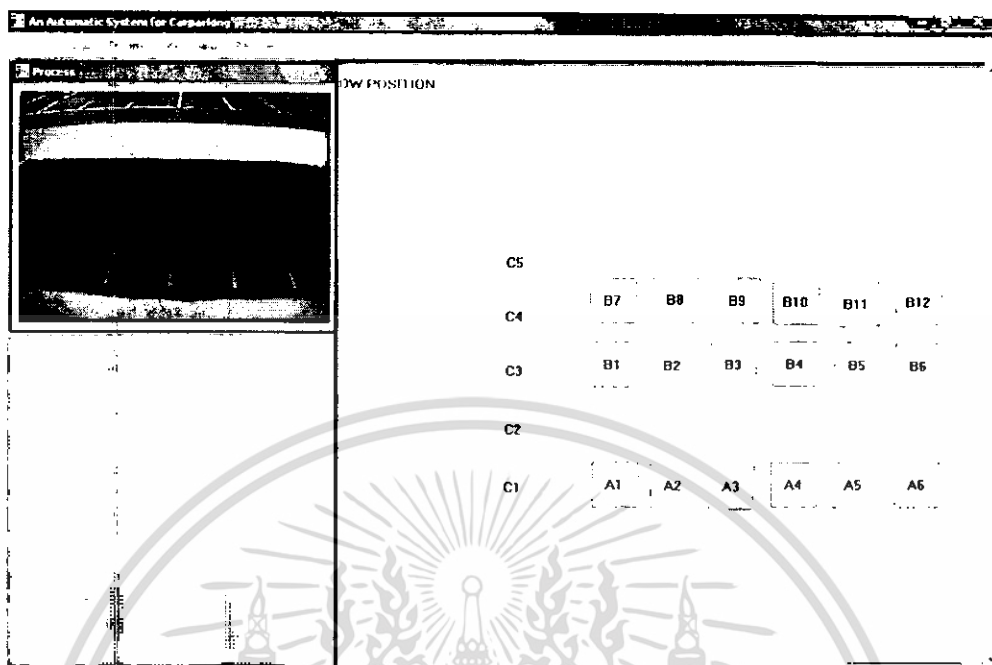 An Automatic System for Carparking
Process
OW POSITION
C5
B7 B8 B9 B10 B11 B12
C4
C3 B1 B2 B3 B4 B5 B6
C2
C1 A1 A2 A3 A4 A5 A6